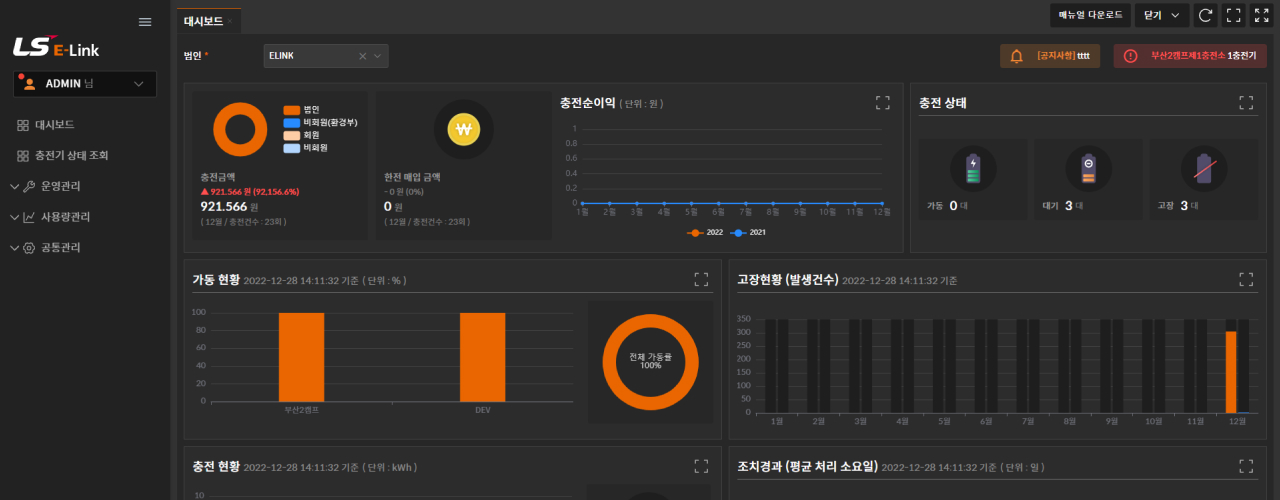 LS E-Link
ADMIN 님
대시보드
충전기 상태 조회
운영관리
사용량관리
공통관리
대시보드 ×
매뉴얼 다운로드
닫기
법인 *
ELINK
[공지사항] tttt
부산2캠프제1충전소 1충전기
법인
비회원(환경부)
회원
비회원
충전금액
▲ 921.566 원 (92,156.6%)
921.566 원
( 12월 / 충전건수 : 23회 )
한전 매입 금액
- 0 원 (0%)
0 원
( 12월 / 충전건수 : 23회 )
충전순이익 ( 단위 : 원 )
1
0.8
0.6
0.4
0.2
0
1월 2월 3월 4월 5월 6월 7월 8월 9월 10월 11월 12월
2022 2021
충전 상태
가동 0 대
대기 3 대
고장 3 대
가동 현황 2022-12-28 14:11:32 기준 ( 단위 : % )
100
80
60
40
20
0
부산2캠프 DEV
전체 가동율
100%
고장현황 (발생건수) 2022-12-28 14:11:32 기준
350
300
250
200
150
100
50
0
1월 2월 3월 4월 5월 6월 7월 8월 9월 10월 11월 12월
충전 현황 2022-12-28 14:11:32 기준 ( 단위 : kWh )
10
조치경과 (평균 처리 소요일) 2022-12-28 14:11:32 기준 ( 단위 : 일 )